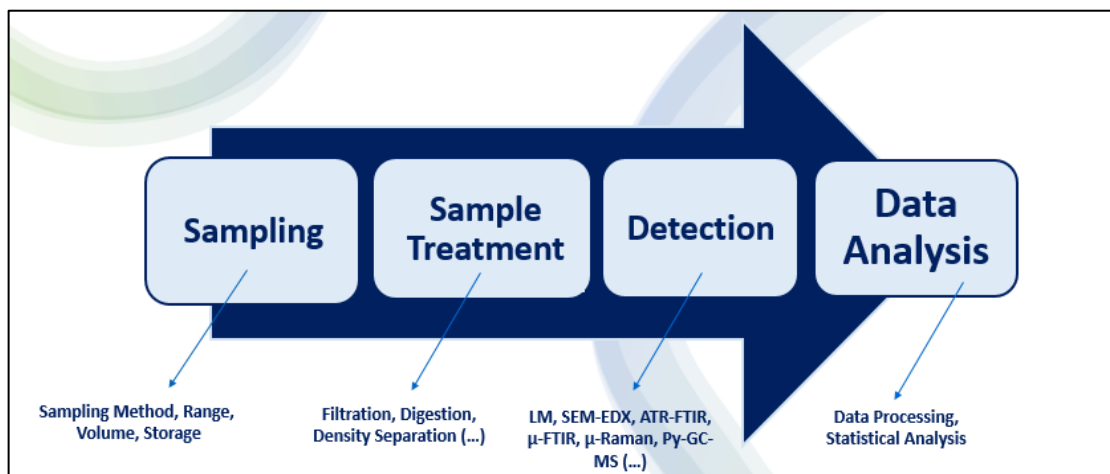 Sampling
Sample
Treatment
Detection
Data
Analysis
Sampling Method, Range,
Volume, Storage
Filtration, Digestion,
Density Separation (...)
LM, SEM-EDX, ATR-FTIR,
µ-FTIR, µ-Raman, Py-GC-
MS (...)
Data Processing,
Statistical Analysis